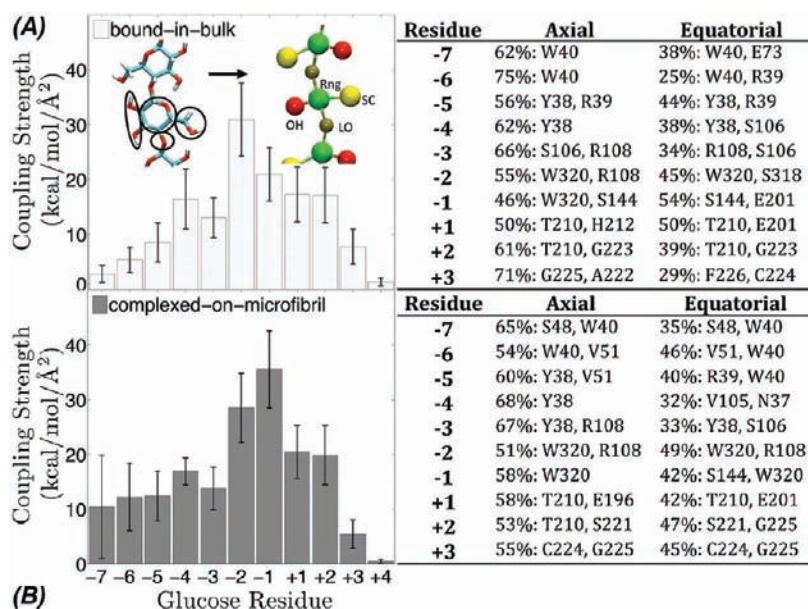 (A)
bound-in-bulk
Rng
SC
OH
LO
Coupling Strength
(kcal/mol/Å²)
40
30
20
10
0
Residue Axial Equatorial
-7 62%: W40 38%: W40, E73
-6 75%: W40 25%: W40, R39
-5 56%: Y38, R39 44%: Y38, R39
-4 62%: Y38 38%: Y38, S106
-3 66%: S106, R108 34%: R108, S106
-2 55%: W320, R108 45%: W320, S318
-1 46%: W320, S144 54%: S144, E201
+1 50%: T210, H212 50%: T210, E201
+2 61%: T210, G223 39%: T210, G223
+3 71%: G225, A222 29%: F226, C224
complexed-on-microfibril
Coupling Strength
(kcal/mol/Å²)
40
30
20
10
0
-7 -6 -5 -4 -3 -2 -1 +1 +2 +3 +4
Glucose Residue
(B)
Residue Axial Equatorial
-7 65%: S48, W40 35%: S48, W40
-6 54%: W40, V51 46%: V51, W40
-5 60%: Y38, V51 40%: R39, W40
-4 68%: Y38 32%: V105, N37
-3 67%: Y38, R108 33%: Y38, S106
-2 51%: W320, R108 49%: W320, R108
-1 58%: W320 42%: S144, W320
+1 58%: T210, E196 42%: T210, E201
+2 53%: T210, S221 47%: S221, G225
+3 55%: C224, G225 45%: C224, G225